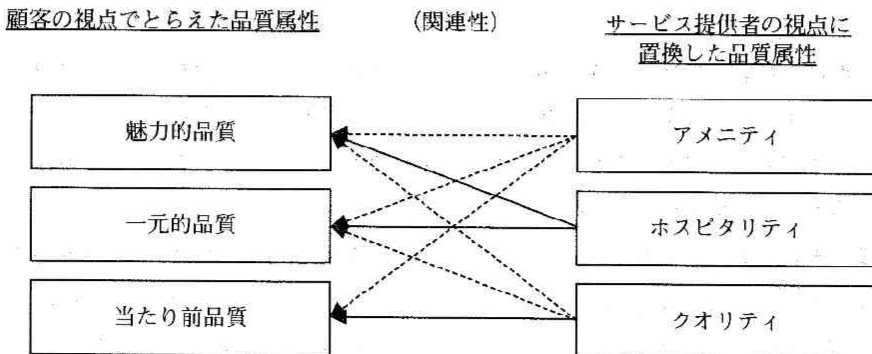 顧客の視点でとらえた品質属性
（関連性）
サービス提供者の視点に
置換した品質属性
魅力的品質
アメニティ
一元的品質
ホスピタリティ
当たり前品質
クオリティ